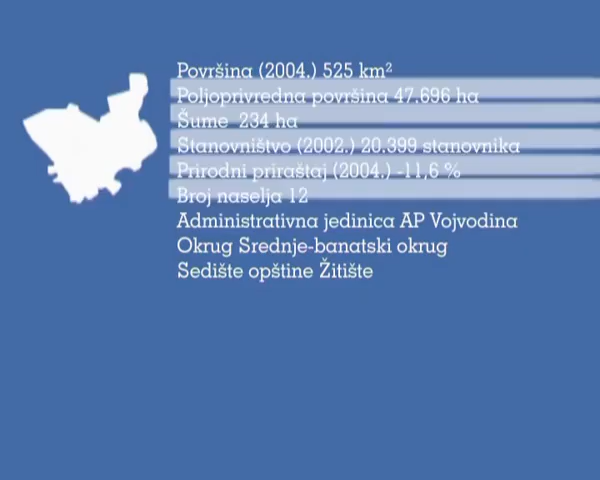 Površina (2004.) 525 km²
Poljoprivredna površina 47.696 ha
Šume 234 ha
Stanovništvo (2002.) 20.399 stanovnika
Prirodni priraštaj (2004.) -11,6 %
Broj naselja 12
Administrativna jedinica AP Vojvodina
Okrug Srednje-banatski okrug
Sedište opštine Žitište